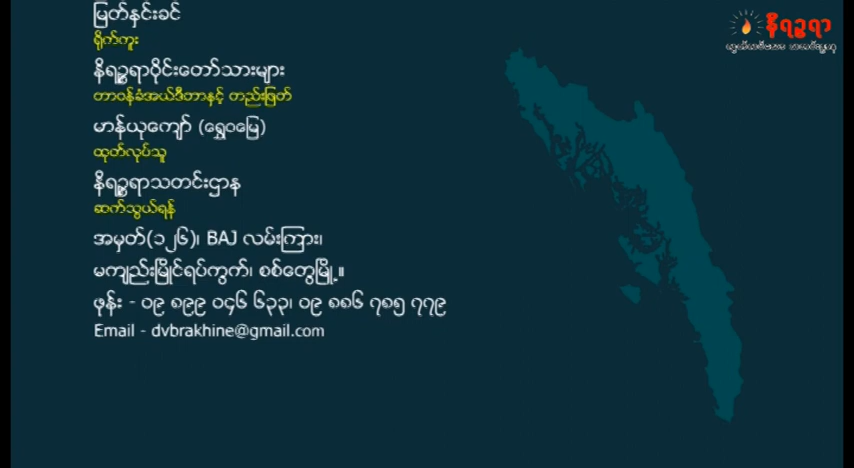 မြတ်နှင်းခင်
နိရဉ္စရာ
ရိုက်ကူး
နိရဉ္စရာဝိုင်းတော်သားများ
တာဝန်ခံအယ်ဒီတာနှင့် တည်းဖြတ်
မာန်ယုကျော် (ရွှေဝမြေ)
ထုတ်လုပ်သူ
နိရဉ္စရာသတင်းဌာန
ဆက်သွယ်ရန်
အမှတ်(၁၂၆)၊ BAJ လမ်းကြား၊
မကျည်းမြိုင်ရပ်ကွက်၊ စစ်တွေမြို့။
ဖုန်း - ၀၉ ၈၉၉ ၀၄၆ ၆၃၃၊ ၀၉ ၈၈၆ ၇၈၅ ၇၇၉
Email - dvbrakhine@gmail.com